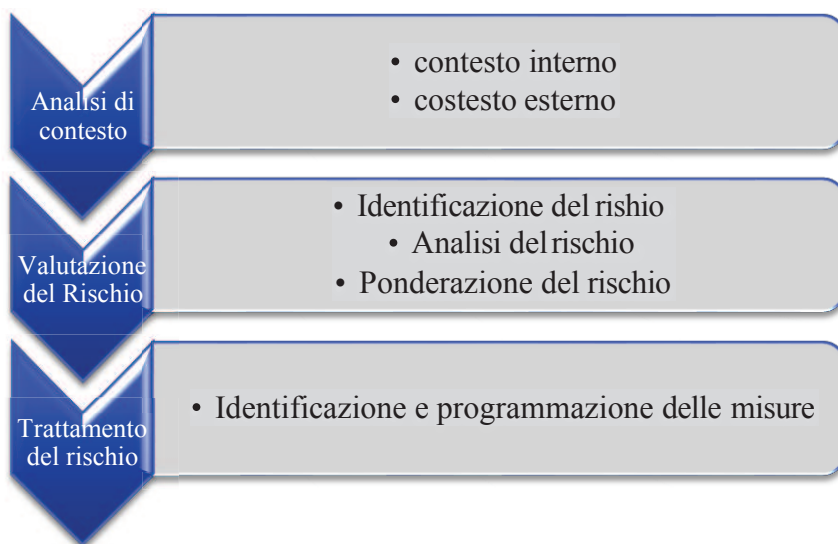 Analisi di
contesto
• contesto interno
• costesto esterno
Valutazione
del Rischio
• Identificazione del rishio
• Analisi del rischio
• Ponderazione del rischio
Trattamento
del rischio
• Identificazione e programmazione delle misure